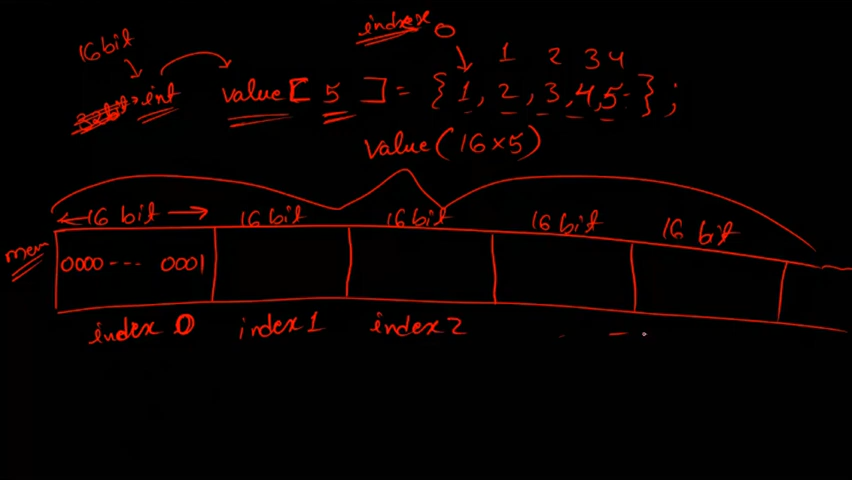 index 0
16bit
1 2 3 4
int value[ 5 ] = { 1, 2, 3, 4, 5 };
value(16×5)
16 bit 16 bit 16 bit 16 bit 16 bit
mem
0000--- 0001
index 0 index 1 index 2